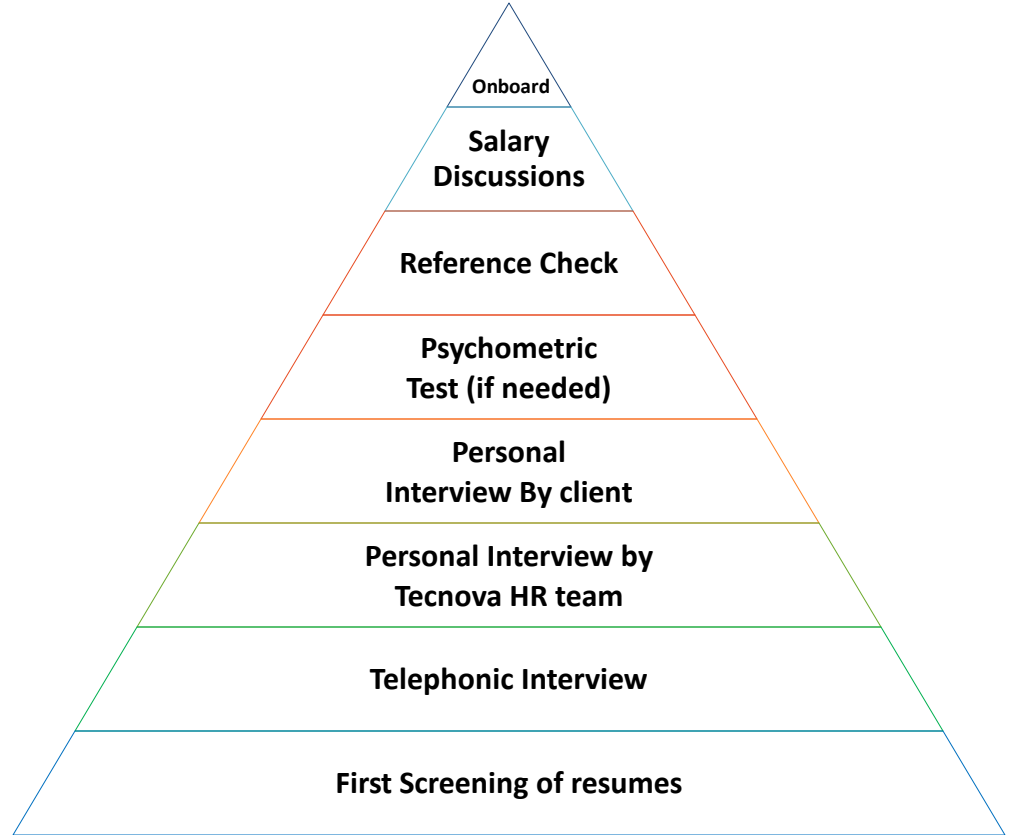 Onboard
Salary
Discussions
Reference Check
Psychometric
Test (if needed)
Personal
Interview By client
Personal Interview by
Tecnova HR team
Telephonic Interview
First Screening of resumes